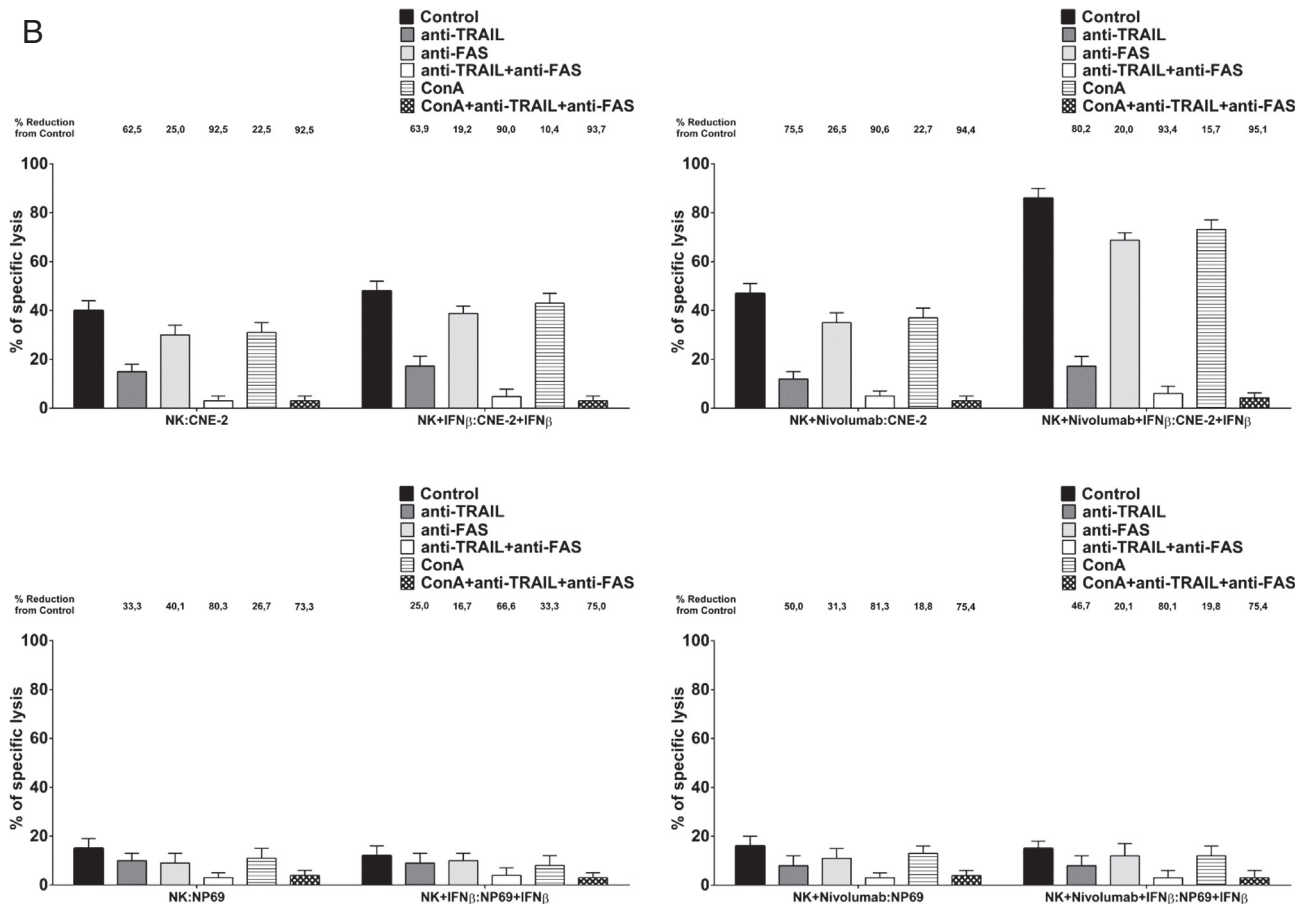 B
Control
anti-TRAIL
anti-FAS
anti-TRAIL+anti-FAS
ConA
ConA+anti-TRAIL+anti-FAS
% Reduction
from Control
62,5 25,0 92,5 22,5 92,5 63,9 19,2 90,0 10,4 93,7
% of specific lysis
100
80
60
40
20
0
NK:CNE-2 NK+IFNβ:CNE-2+IFNβ
Control
anti-TRAIL
anti-FAS
anti-TRAIL+anti-FAS
ConA
ConA+anti-TRAIL+anti-FAS
% Reduction
from Control
75,5 26,5 90,6 22,7 94,4 80,2 20,0 93,4 15,7 95,1
% of specific lysis
100
80
60
40
20
0
NK+Nivolumab:CNE-2 NK+Nivolumab+IFNβ:CNE-2+IFNβ
Control
anti-TRAIL
anti-FAS
anti-TRAIL+anti-FAS
ConA
ConA+anti-TRAIL+anti-FAS
% Reduction
from Control
33,3 40,1 80,3 26,7 73,3 25,0 16,7 66,6 33,3 75,0
% of specific lysis
100
80
60
40
20
0
NK:NP69 NK+IFNβ:NP69+IFNβ
Control
anti-TRAIL
anti-FAS
anti-TRAIL+anti-FAS
ConA
ConA+anti-TRAIL+anti-FAS
% Reduction
from Control
50,0 31,3 81,3 18,8 75,4 46,7 20,1 80,1 19,8 75,4
% of specific lysis
100
80
60
40
20
0
NK+Nivolumab:NP69 NK+Nivolumab+IFNβ:NP69+IFNβ